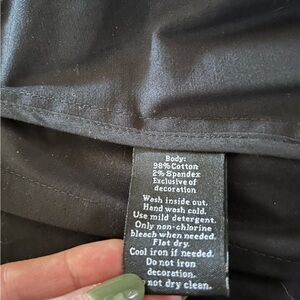 Body:
98% Cotton
2% Spandex
Exclusive of
decoration
Wash inside out.
Hand wash cold.
Use mild detergent.
Only non-chlorine
bleach when needed.
Flat dry.
Cool iron if needed.
Do not iron
decoration.
not dry clean.